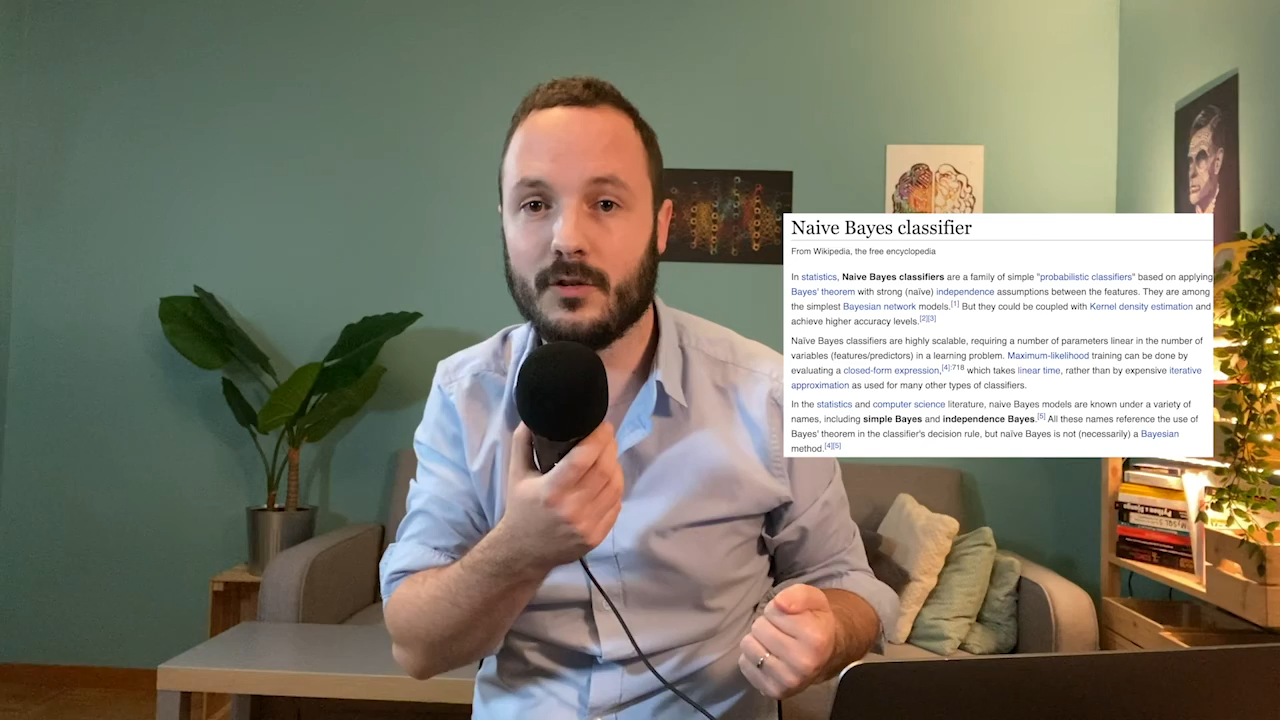 Naive Bayes classifier
From Wikipedia, the free encyclopedia
In statistics, Naive Bayes classifiers are a family of simple "probabilistic classifiers" based on applying
Bayes' theorem with strong (naïve) independence assumptions between the features. They are among
the simplest Bayesian network models.[1] But they could be coupled with Kernel density estimation and
achieve higher accuracy levels.[2][3]
Naïve Bayes classifiers are highly scalable, requiring a number of parameters linear in the number of
variables (features/predictors) in a learning problem. Maximum-likelihood training can be done by
evaluating a closed-form expression,[4]:718 which takes linear time, rather than by expensive iterative
approximation as used for many other types of classifiers.
In the statistics and computer science literature, naive Bayes models are known under a variety of
names, including simple Bayes and independence Bayes.[5] All these names reference the use of
Bayes' theorem in the classifier's decision rule, but naïve Bayes is not (necessarily) a Bayesian
method.[4][5]
Python & Django
MySQL